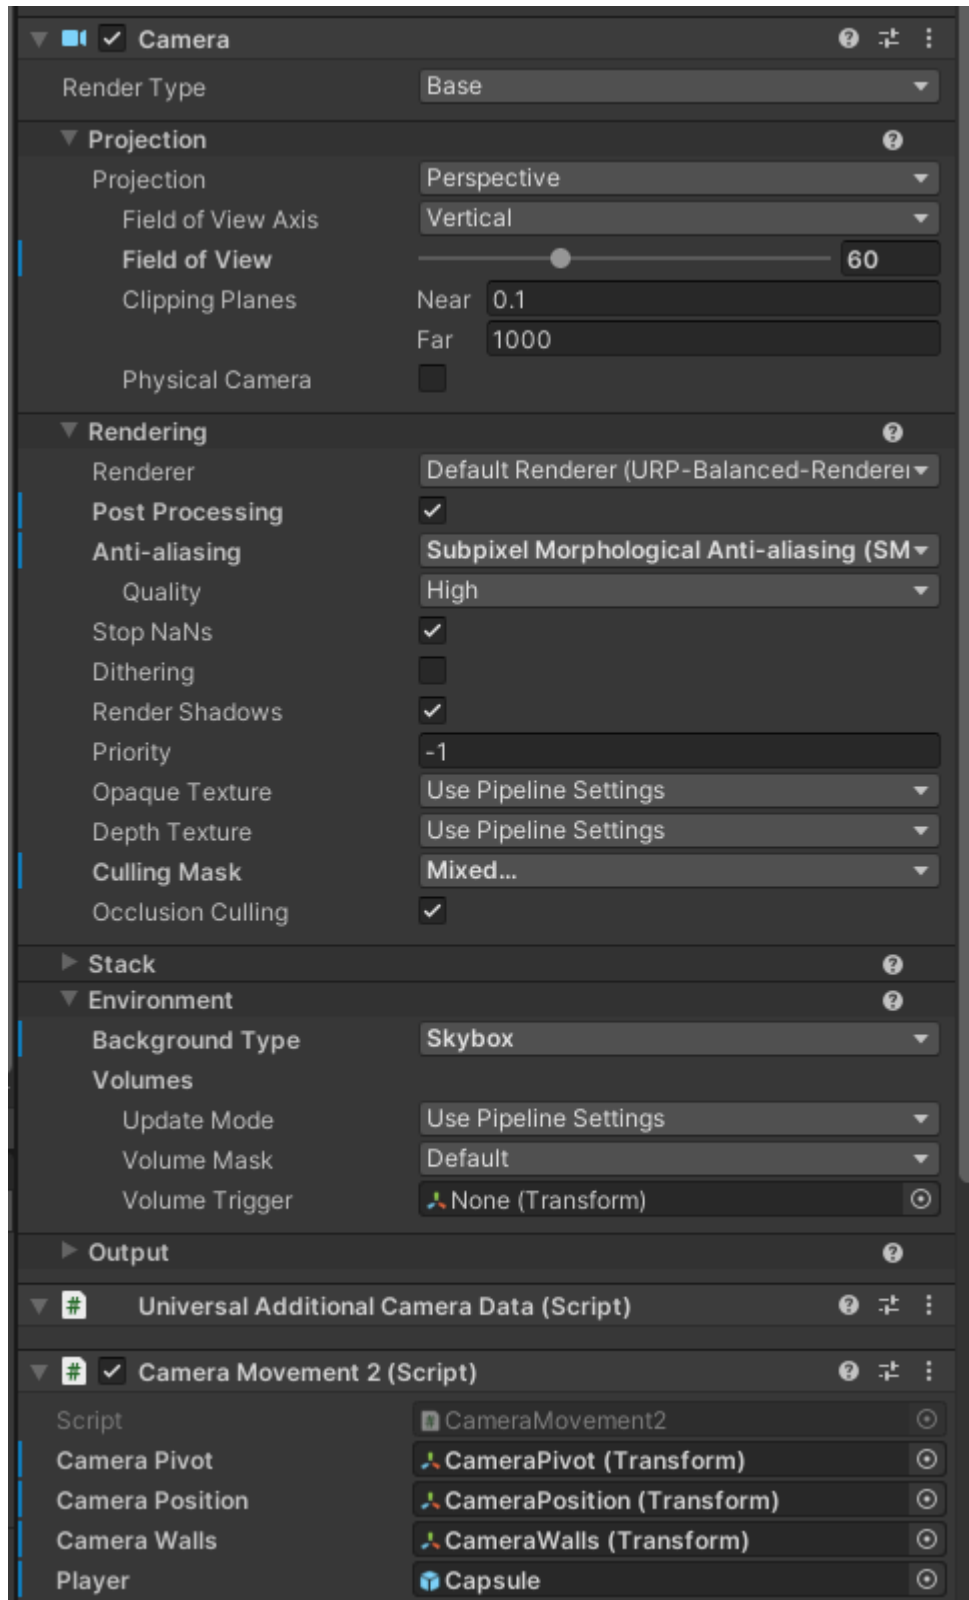 Camera
Render Type Base
Projection
Projection Perspective
Field of View Axis Vertical
Field of View 60
Clipping Planes Near 0.1
Far 1000
Physical Camera
Rendering
Renderer Default Renderer (URP-Balanced-Renderer
Post Processing
Anti-aliasing Subpixel Morphological Anti-aliasing (SM
Quality High
Stop NaNs
Dithering
Render Shadows
Priority -1
Opaque Texture Use Pipeline Settings
Depth Texture Use Pipeline Settings
Culling Mask Mixed...
Occlusion Culling
Stack
Environment
Background Type Skybox
Volumes
Update Mode Use Pipeline Settings
Volume Mask Default
Volume Trigger None (Transform)
Output
# Universal Additional Camera Data (Script)
# Camera Movement 2 (Script)
Script # CameraMovement2
Camera Pivot CameraPivot (Transform)
Camera Position CameraPosition (Transform)
Camera Walls CameraWalls (Transform)
Player Capsule